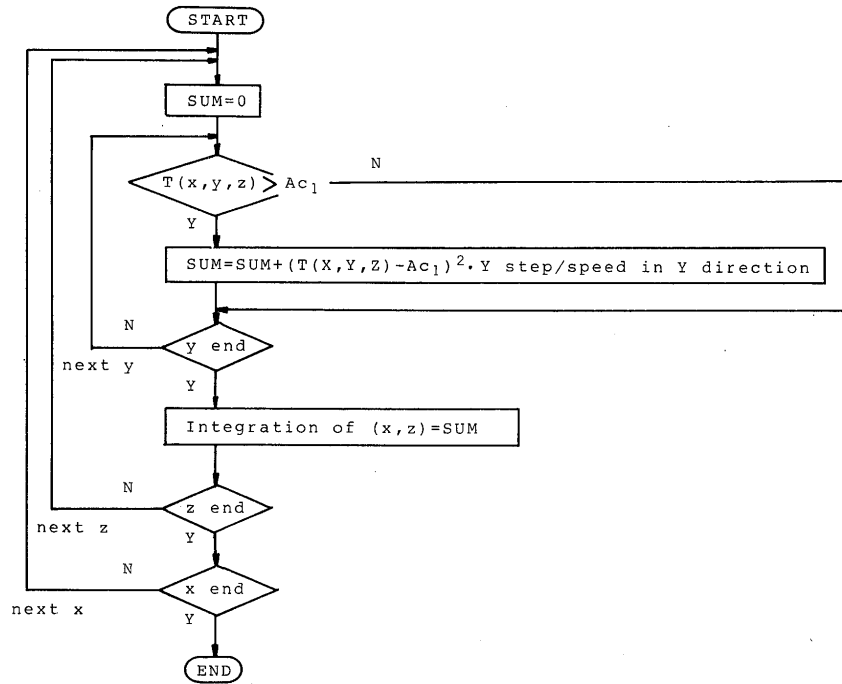 START
SUM=0
T(x,y,z)>Ac₁
N
Y
SUM=SUM+(T(X,Y,Z)-Ac₁)²·Y step/speed in Y direction
N
y end
next y
Y
Integration of (x,z)=SUM
N
z end
next z
Y
N
x end
next x
Y
END